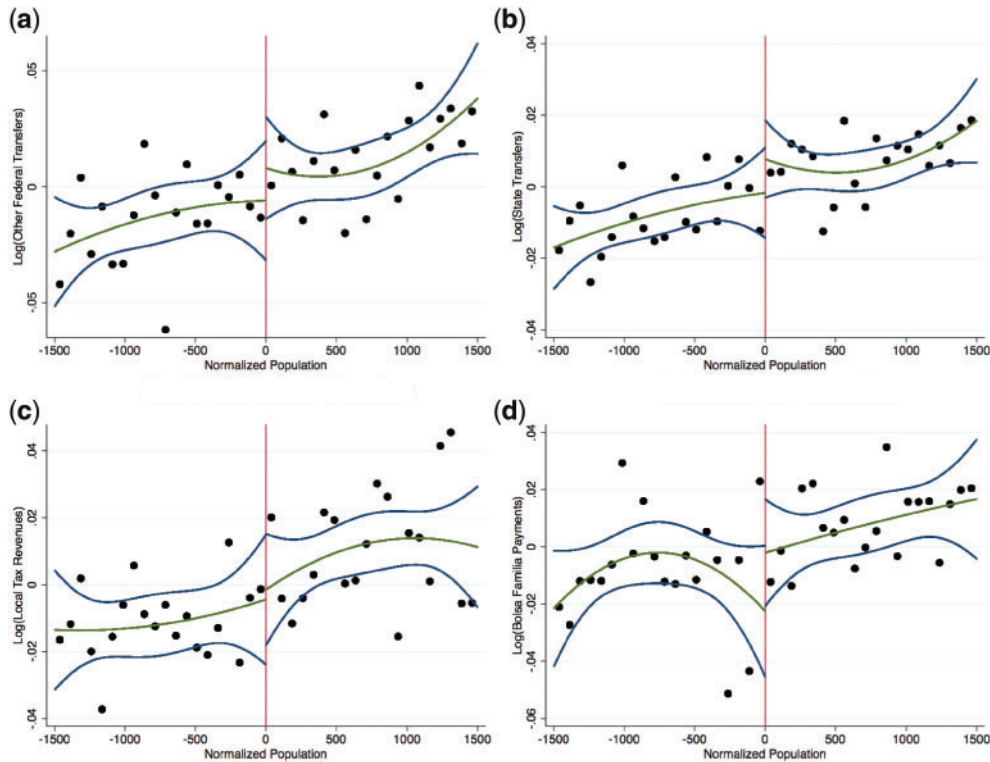 (a)
Log(Other Federal Transfers)
.05
0
-.05
-1500 -1000 -500 0 500 1000 1500
Normalized Population
(b)
Log(State Transfers)
.04
.02
0
-.02
-.04
-1500 -1000 -500 0 500 1000 1500
Normalized Population
(c)
Log(Local Tax Revenues)
.04
.02
0
-.02
-.04
-1500 -1000 -500 0 500 1000 1500
Normalized Population
(d)
Log(Bolsa Familia Payments)
.04
.02
0
-.02
-.04
-.06
-1500 -1000 -500 0 500 1000 1500
Normalized Population